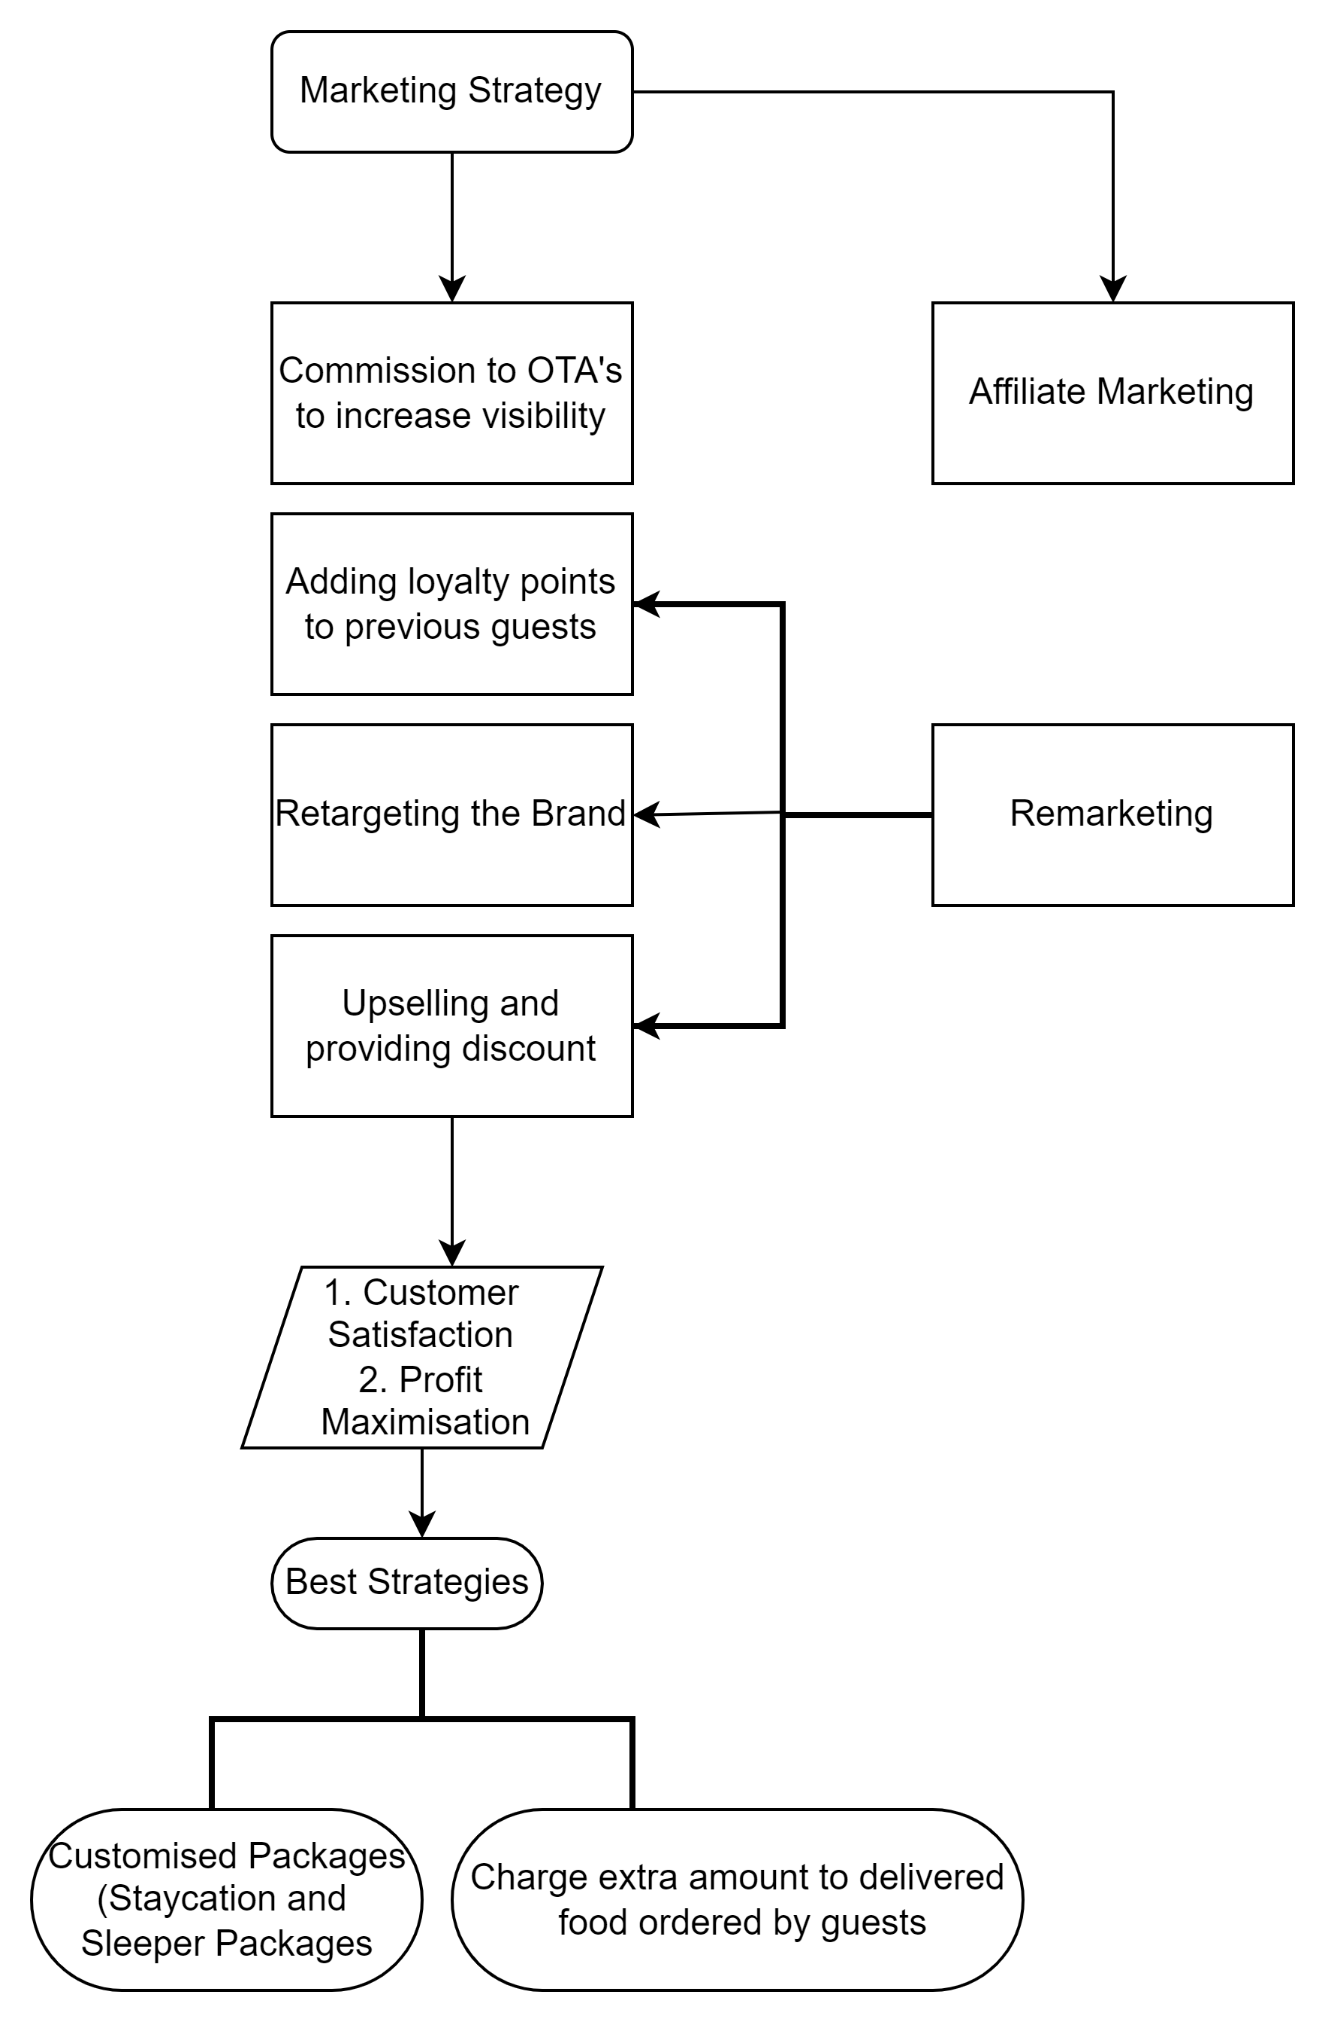 Marketing Strategy
Commission to OTA's
to increase visibility
Affiliate Marketing
Adding loyalty points
to previous guests
Retargeting the Brand
Remarketing
Upselling and
providing discount
1. Customer
Satisfaction
2. Profit
Maximisation
Best Strategies
Customised Packages
(Staycation and
Sleeper Packages
Charge extra amount to delivered
food ordered by guests